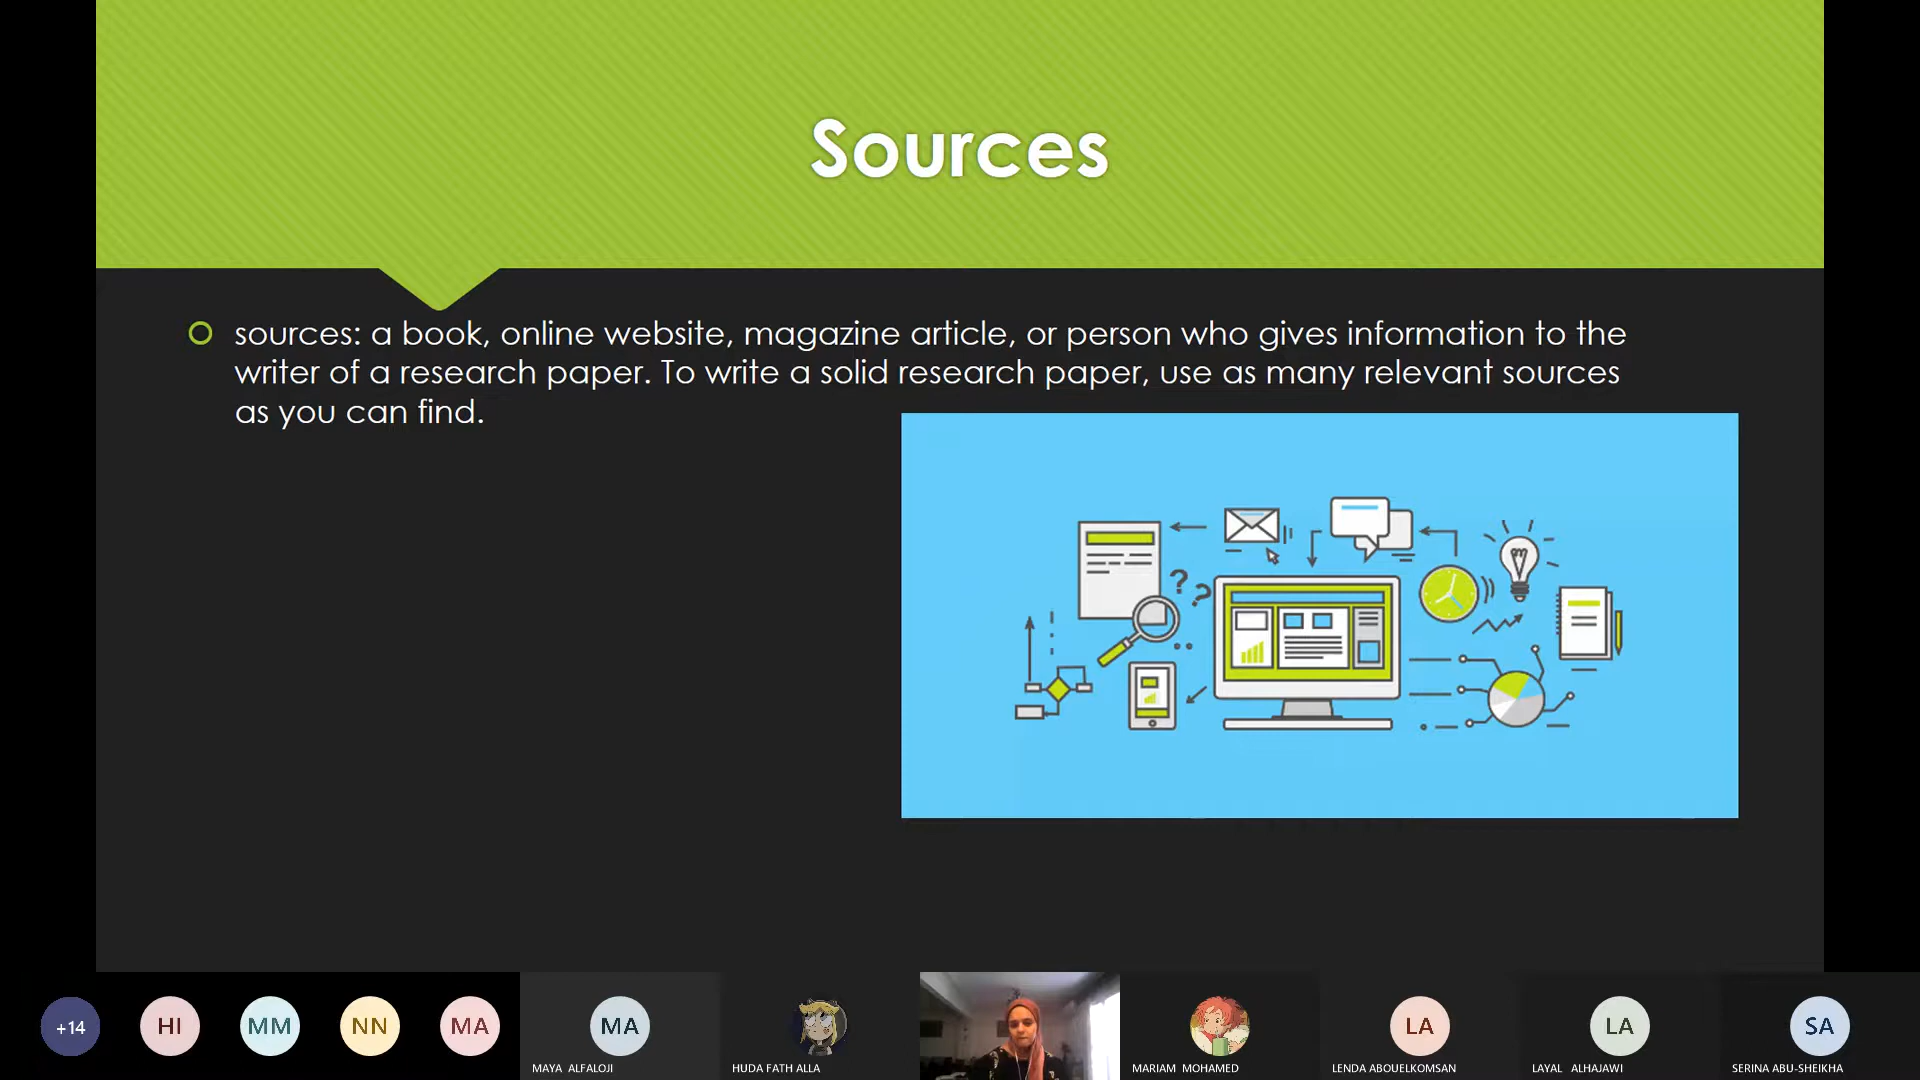 Sources
sources: a book, online website, magazine article, or person who gives information to the
writer of a research paper. To write a solid research paper, use as many relevant sources
as you can find.
? ?
+14
HI
MM
NN
MA
MA
LA
LA
SA
MAYA ALFALOJI
HUDA FATH ALLA
MARIAM MOHAMED
LENDA ABOUELKOMSAN
LAYAL ALHAJAWI
SERINA ABU-SHEIKHA